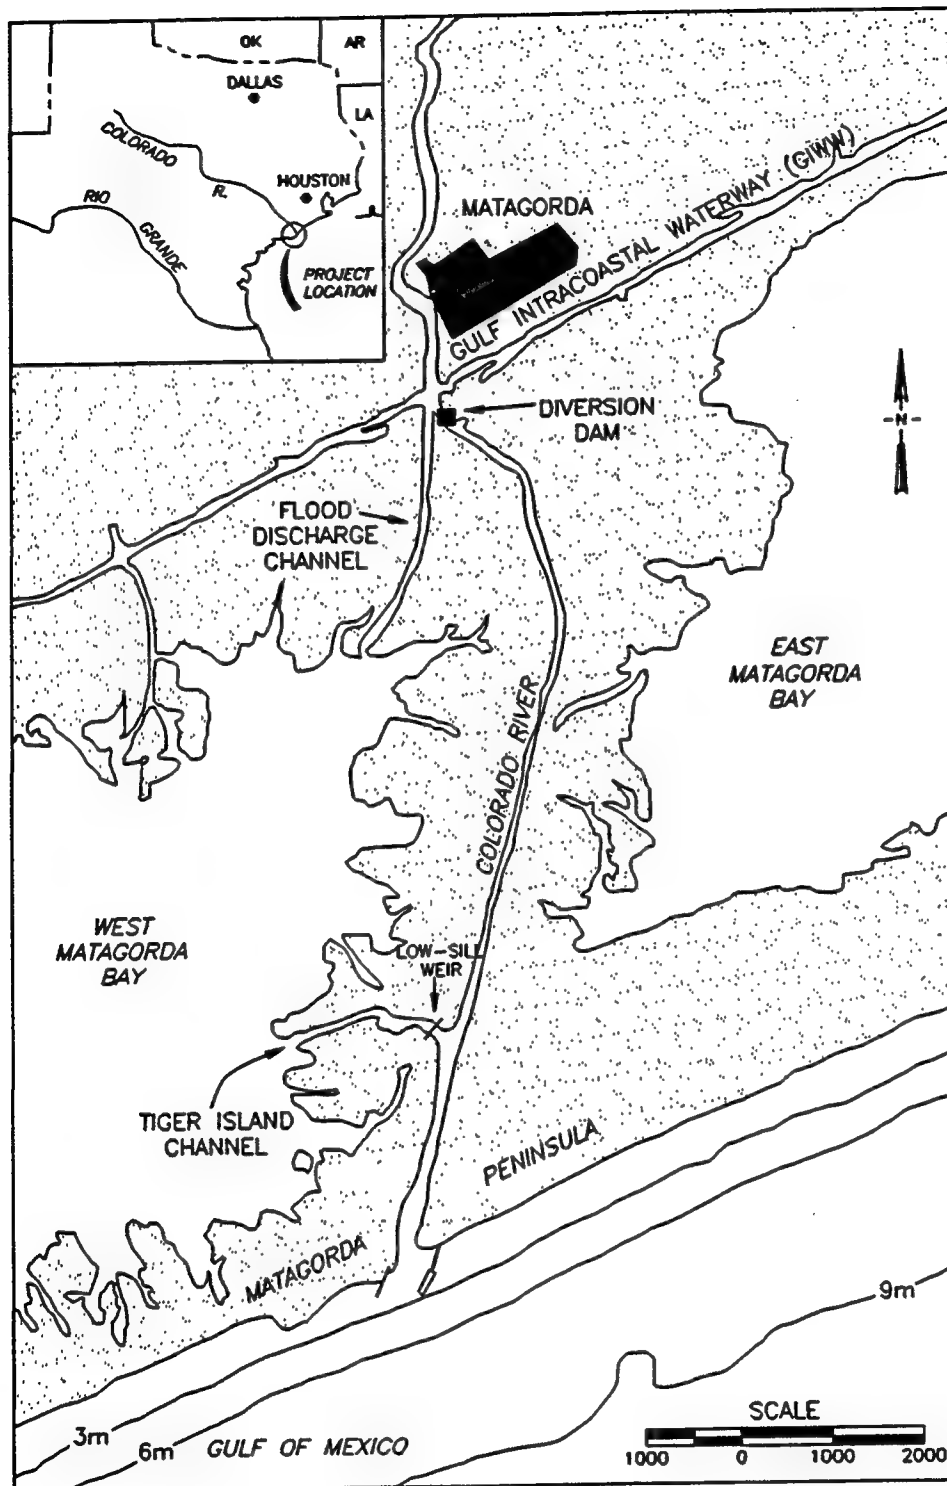 OK
AR
DALLAS
LA
COLORADO
R.
HOUSTON
RIO
GRANDE
PROJECT
LOCATION
MATAGORDA
GULF INTRACOASTAL WATERWAY (GIWW)
N
DIVERSION
DAM
FLOOD
DISCHARGE
CHANNEL
EAST
MATAGORDA
BAY
COLORADO RIVER
WEST
MATAGORDA
BAY
LOW-SILL
WEIR
TIGER ISLAND
CHANNEL
PENINSULA
MATAGORDA
9m
3m
6m
GULF OF MEXICO
SCALE
1000 0 1000 2000